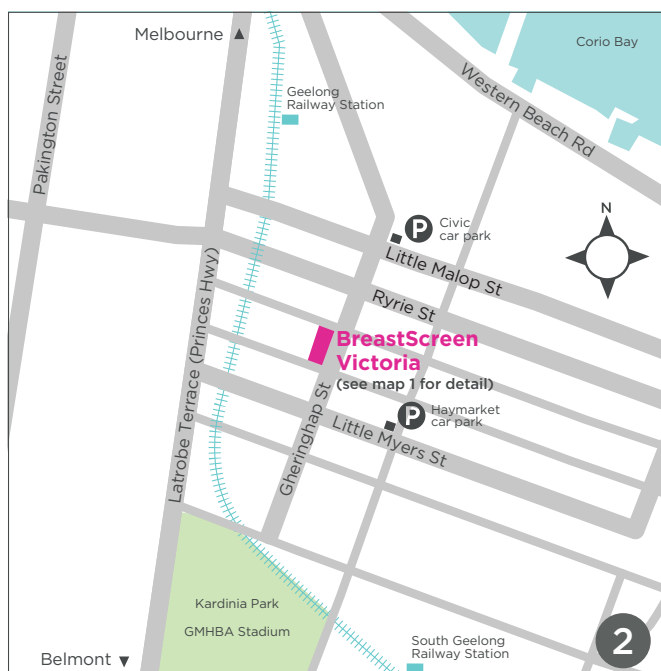 Melbourne ▲
Corio Bay
Pakington Street
Western Beach Rd
Geelong
Railway Station
N
P
Civic
car park
Little Malop St
Ryrie St
Latrobe Terrace (Princes Hwy)
BreastScreen
Victoria
(see map 1 for detail)
Gheringhap St
P
Haymarket
car park
Little Myers St
Kardinia Park
GMHBA Stadium
South Geelong
Railway Station
Belmont ▼
2